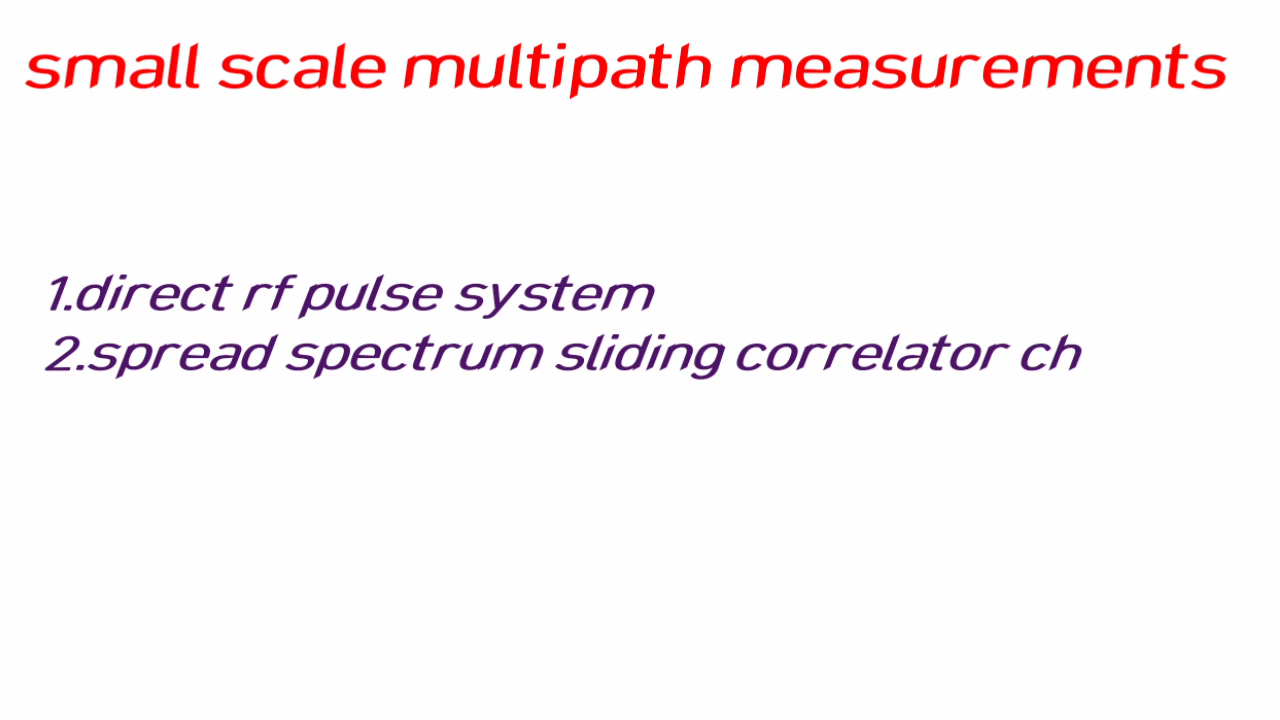 small scale multipath measurements
1.direct rf pulse system
2.spread spectrum sliding correlator ch